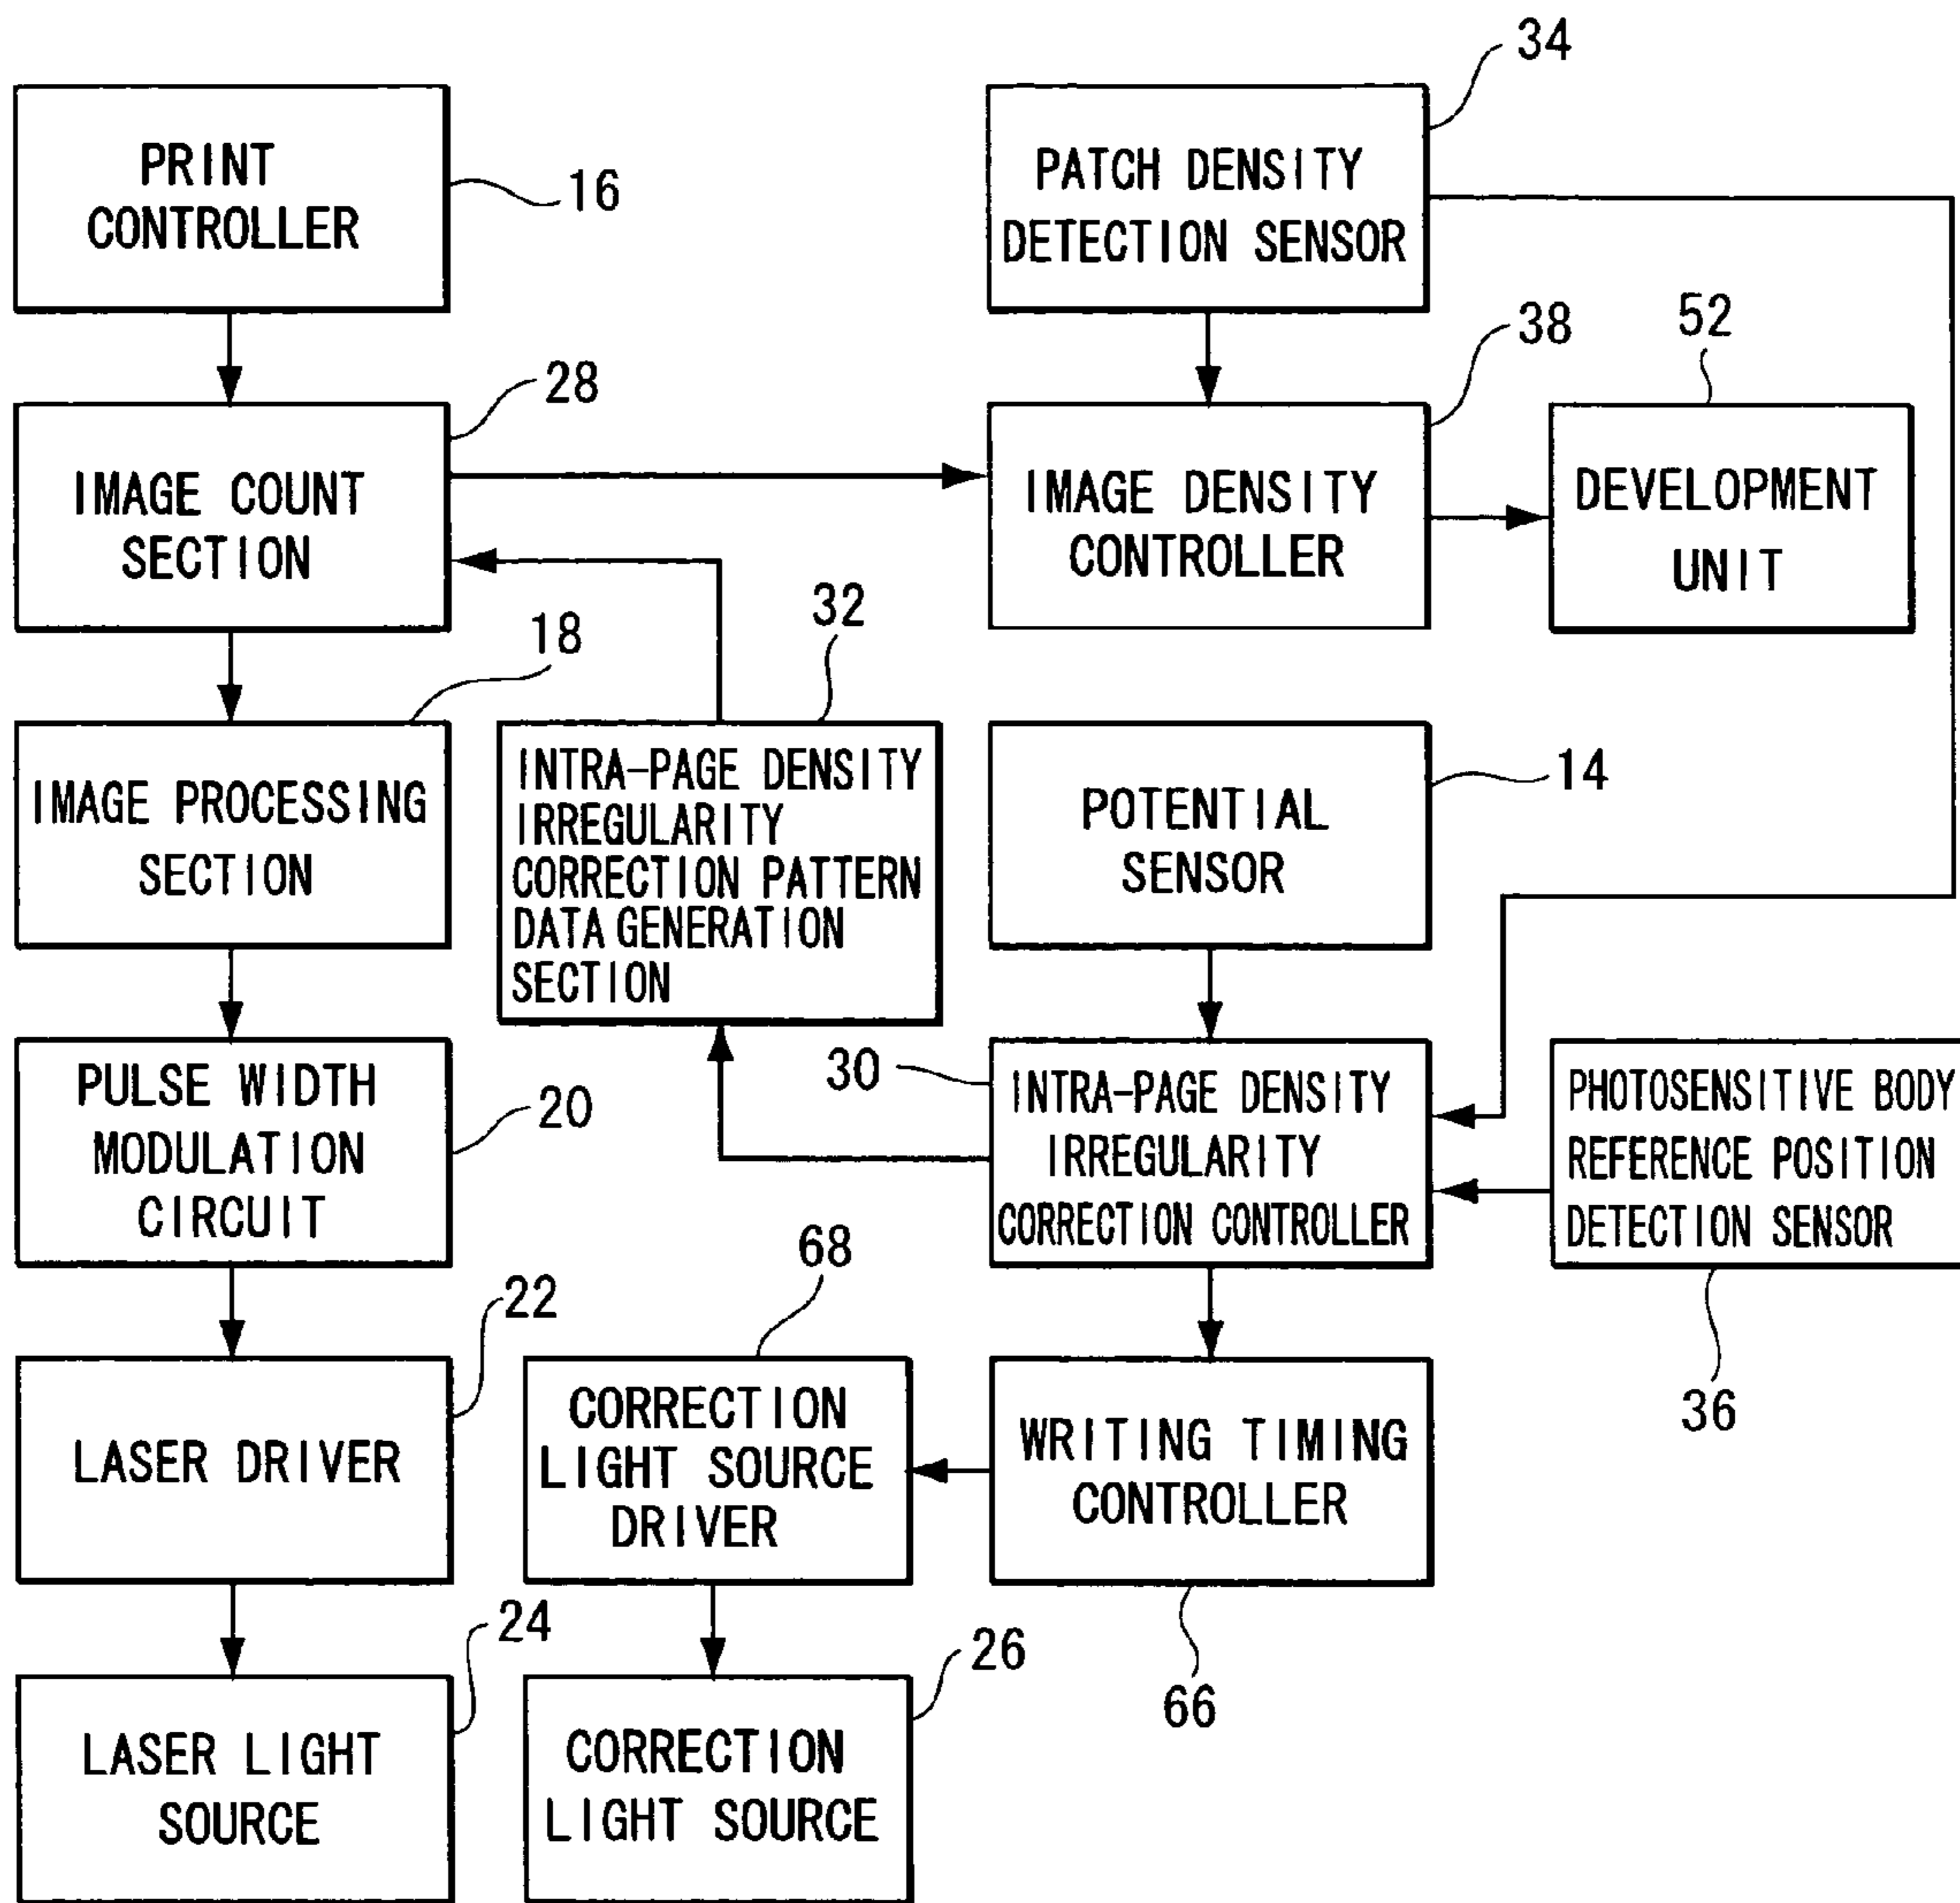 PRINT
CONTROLLER
16
PATCH DENSITY
DETECTION SENSOR
34
IMAGE COUNT
SECTION
28
IMAGE DENSITY
CONTROLLER
38
DEVELOPMENT
UNIT
52
IMAGE PROCESSING
SECTION
18
INTRA-PAGE DENSITY
IRREGULARITY
CORRECTION PATTERN
DATA GENERATION
SECTION
32
POTENTIAL
SENSOR
14
PULSE WIDTH
MODULATION
CIRCUIT
20
30
INTRA-PAGE DENSITY
IRREGULARITY
CORRECTION CONTROLLER
PHOTOSENSITIVE BODY
REFERENCE POSITION
DETECTION SENSOR
36
LASER DRIVER
22
CORRECTION
LIGHT SOURCE
DRIVER
68
WRITING TIMING
CONTROLLER
66
LASER LIGHT
SOURCE
24
CORRECTION
LIGHT SOURCE
26